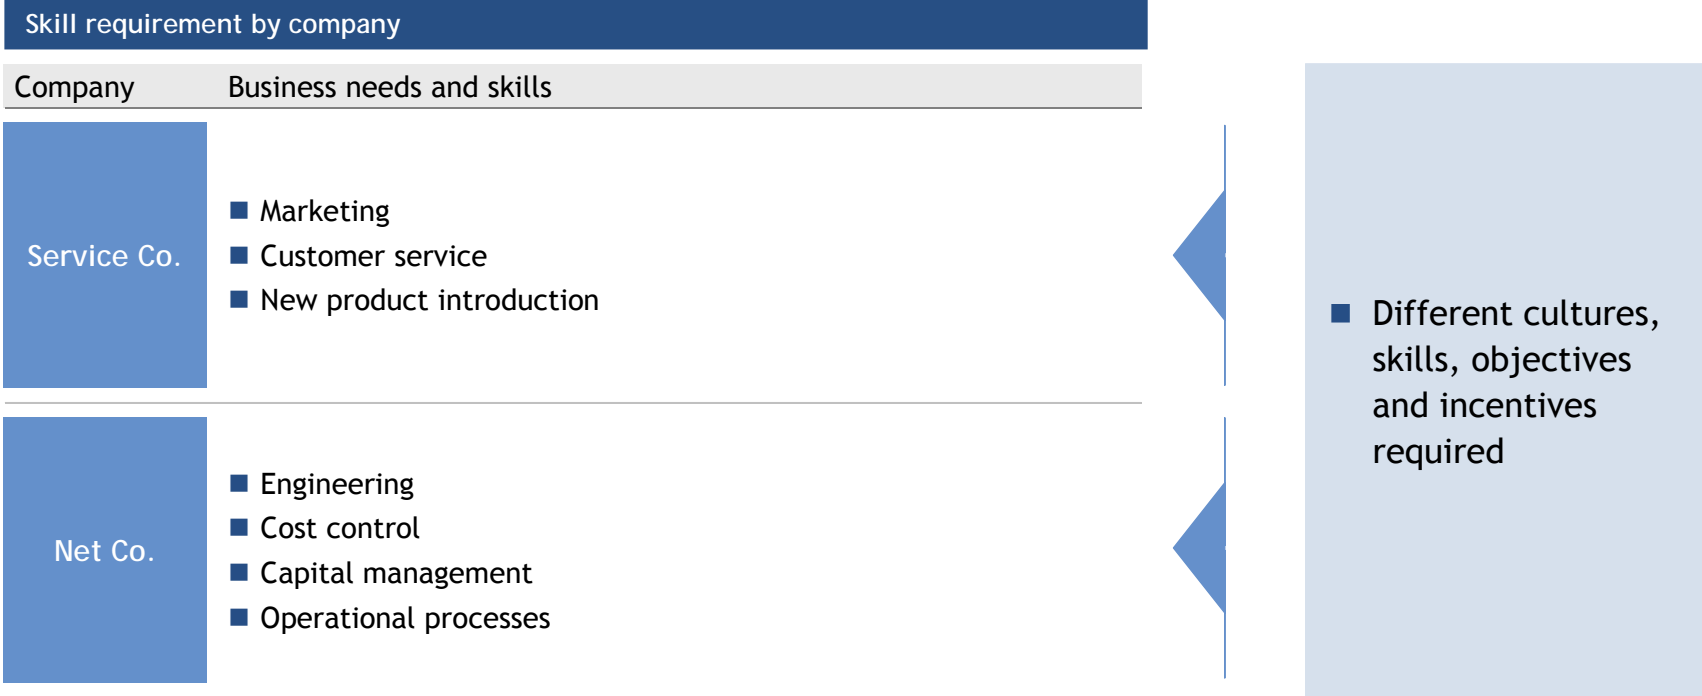 Skill requirement by company
Company Business needs and skills
Service Co.
Marketing
Customer service
New product introduction
Net Co.
Engineering
Cost control
Capital management
Operational processes
Different cultures,
skills, objectives
and incentives
required